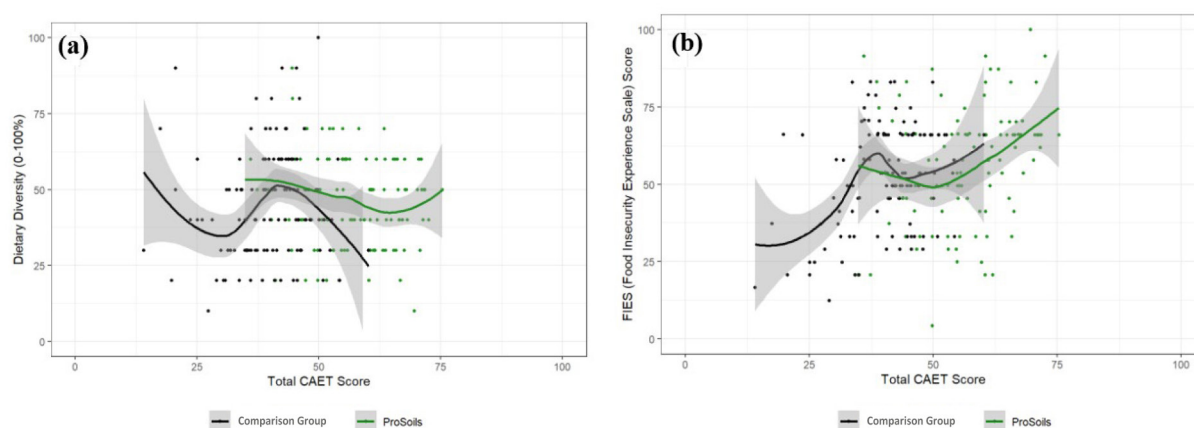 (a)
100
75
50
25
0
Dietary Diversity (0-100%)
0 25 50 75 100
Total CAET Score
Comparison Group ProSoils
(b)
100
75
50
25
0
FIES (Food Insecurity Experience Scale) Score
0 25 50 75 100
Total CAET Score
Comparison Group ProSoils